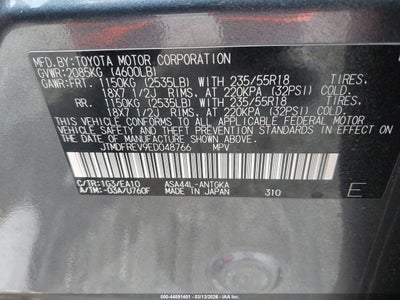 MFD.BY:TOYOTA MOTOR CORPORATION
GVWR:2085KG (4600LB)
GAWR:FRT. 1150KG (2535LB) WITH 235/55R18 TIRES,
18X7 1/2J RIMS, AT 220KPA (32PSI) COLD.
RR. 1150KG (2535LB) WITH 235/55R18 TIRES,
18X7 1/2J RIMS, AT 220KPA (32PSI) COLD.
THIS VEHICLE CONFORMS TO ALL APPLICABLE FEDERAL MOTOR
VEHICLE SAFETY AND THEFT PREVENTION STANDARDS IN
EFFECT ON THE DATE OF MANUFACTURE SHOWN ABOVE.
JTMDFREV9ED048766 MPV
C/TR:1G3/EA10 ASA44L-ANTGKA
A/TM:-03A/U760F MADE IN JAPAN 310 E